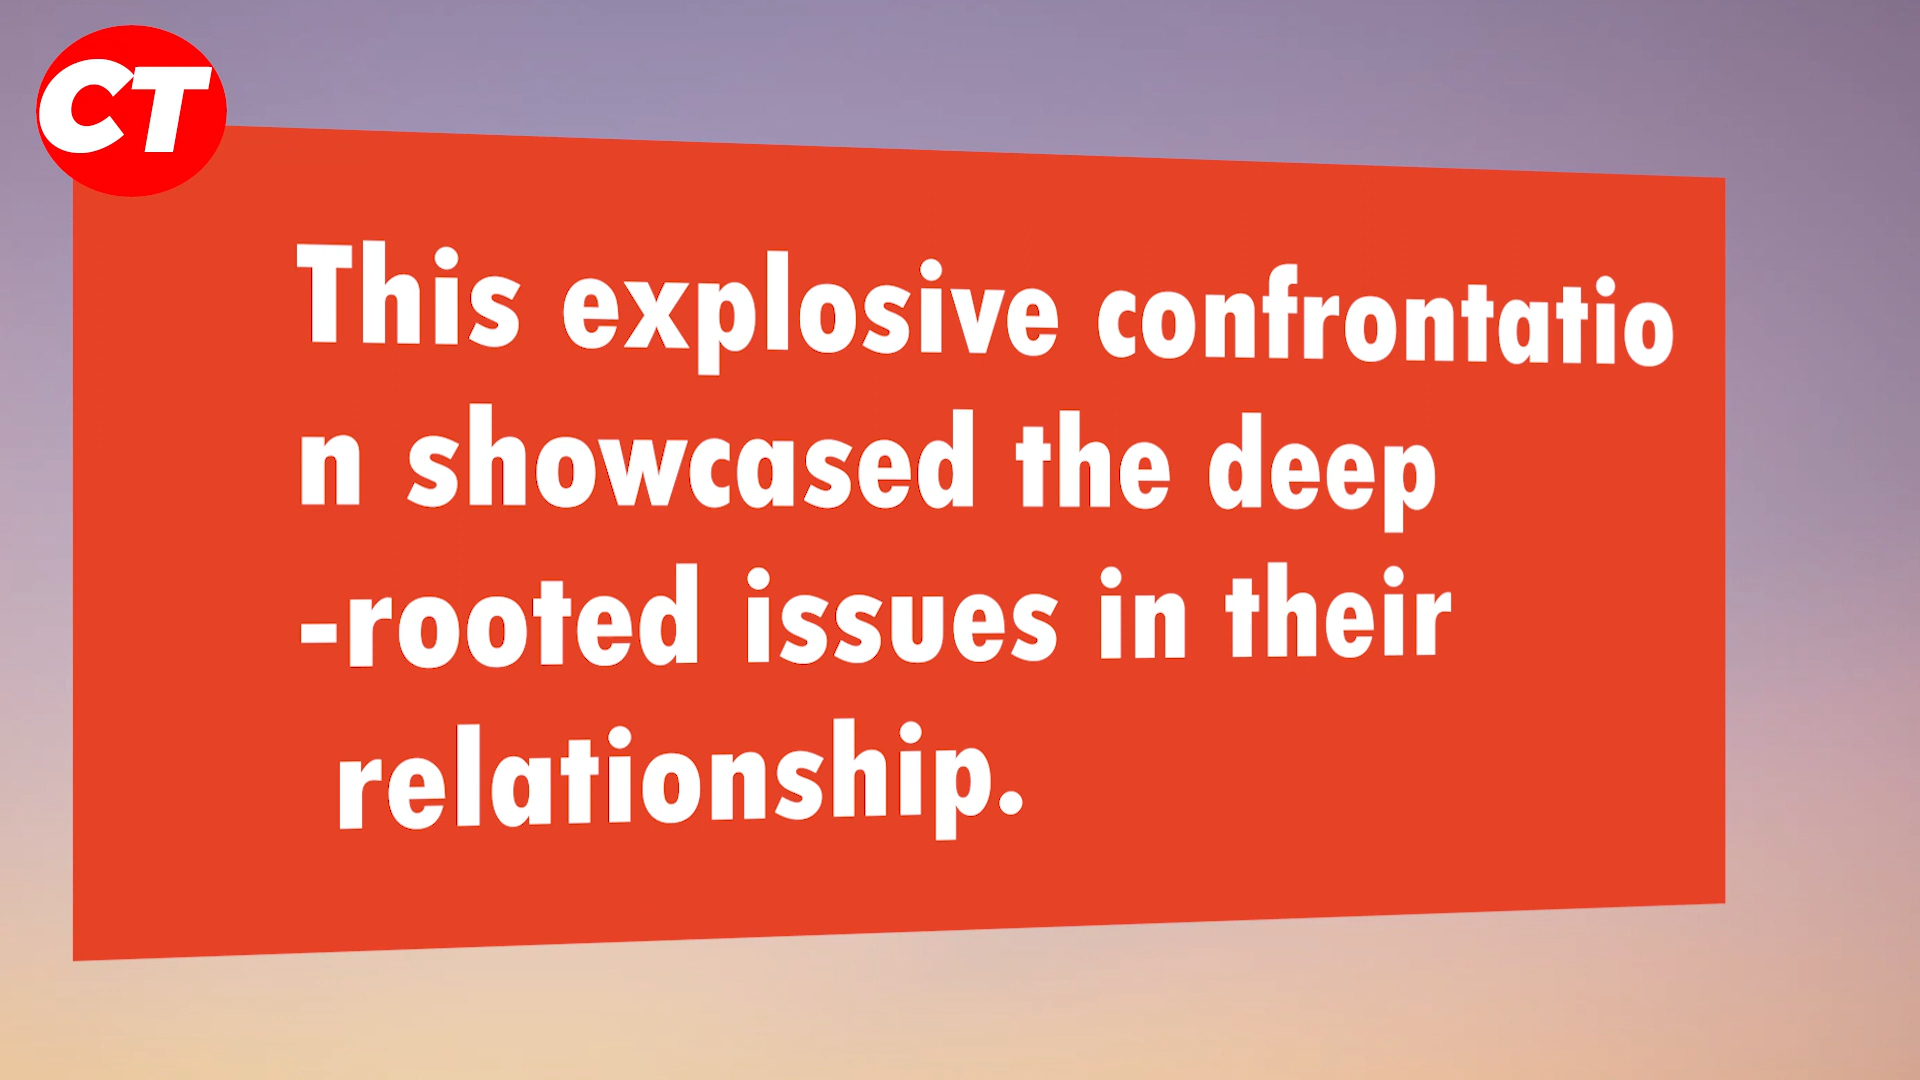 CT
This explosive confrontatio
n showcased the deep
-rooted issues in their
relationship.